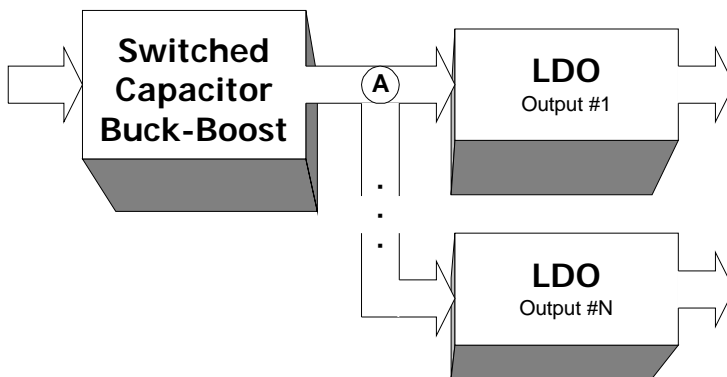 Switched
Capacitor
Buck-Boost
A
LDO
Output #1
.
.
.
LDO
Output #N